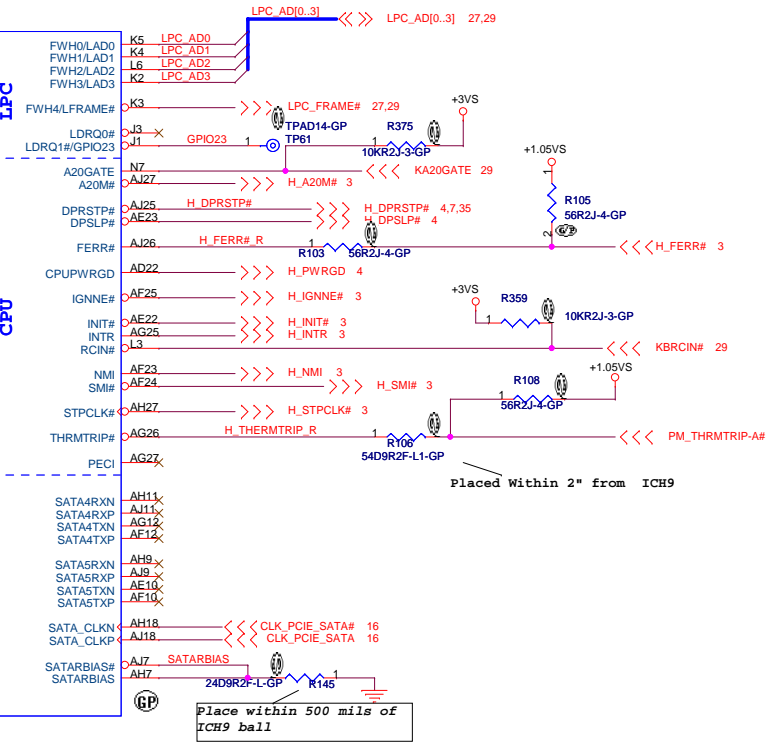 LPC_AD[0..3]
LPC_AD[0..3] 27,29
LPC
FWH0/LAD0 K5 LPC_AD0
FWH1/LAD1 K4 LPC_AD1
FWH2/LAD2 L6 LPC_AD2
FWH3/LAD3 K2 LPC_AD3
FWH4/LFRAME# K3 LPC_FRAME# 27,29
+3VS
LDRQ0# J3
LDRQ1#/GPIO23 J1 GPIO23 1
TPAD14-GP
TP61
1 R375
10KR2J-3-GP
A20GATE N7 KA20GATE 29
A20M# AJ27 H_A20M# 3
+1.05VS
1
R105
56R2J-4-GP
2
GP
DPRSTP# AJ25 H_DPRSTP# H_DPRSTP# 4,7,35
DPSLP# AE23 H_DPSLP# 4
FERR# AJ26 H_FERR#_R
R103 56R2J-4-GP
H_FERR# 3
CPU
CPUPWRGD AD22 H_PWRGD 4
IGNNE# AF25 H_IGNNE# 3
+3VS
1 R359
10KR2J-3-GP
INIT# AE22 H_INIT# 3
INTR AG25 H_INTR 3
RCIN# L3 KBRCIN# 29
NMI AF23 H_NMI 3
SMI# AF24 H_SMI# 3
+1.05VS
1 R108
56R2J-4-GP
STPCLK# AH27 H_STPCLK# 3
THRMTRIP# AG26 H_THERMTRIP_R 1
R106
54D9R2F-L1-GP
PM_THRMTRIP-A#
PECI AG27
Placed Within 2" from ICH9
SATA4RXN AH11
SATA4RXP AJ11
SATA4TXN AG12
SATA4TXP AF12
SATA5RXN AH9
SATA5RXP AJ9
SATA5TXN AE10
SATA5TXP AF10
SATA_CLKN AH18 CLK_PCIE_SATA# 16
SATA_CLKP AJ18 CLK_PCIE_SATA 16
SATARBIAS# AJ7 SATARBIAS
SATARBIAS AH7
24D9R2F-L-GP R145 1
GP
Place within 500 mils of
ICH9 ball